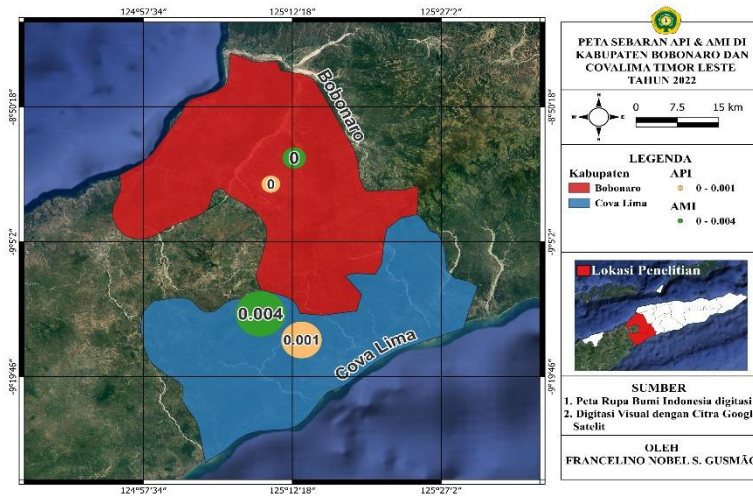 124°57'34" 125°12'18" 125°27'2"
-8°50'18"
-9°5'2"
-9°19'46"
Bobonaro
0
0
0.004
0.001
Cova Lima
-8°50'18"
-9°5'2"
-9°19'46"
124°57'34" 125°12'18" 125°27'2"
PETA SEBARAN API & AMI DI
KABUPATEN BOBONARO DAN
COVALIMA TIMOR LESTE
TAHUN 2022
N
W E
S
0 7.5 15 km
LEGENDA
Kabupaten API
Bobonaro 0 - 0.001
Cova Lima AMI
0 - 0.004
Lokasi Penelitian
SUMBER
1. Peta Rupa Bumi Indonesia digitasi
2. Digitasi Visual dengan Citra Googl
Satelit
OLEH
FRANCELINO NOBEL S. GUSMÃO